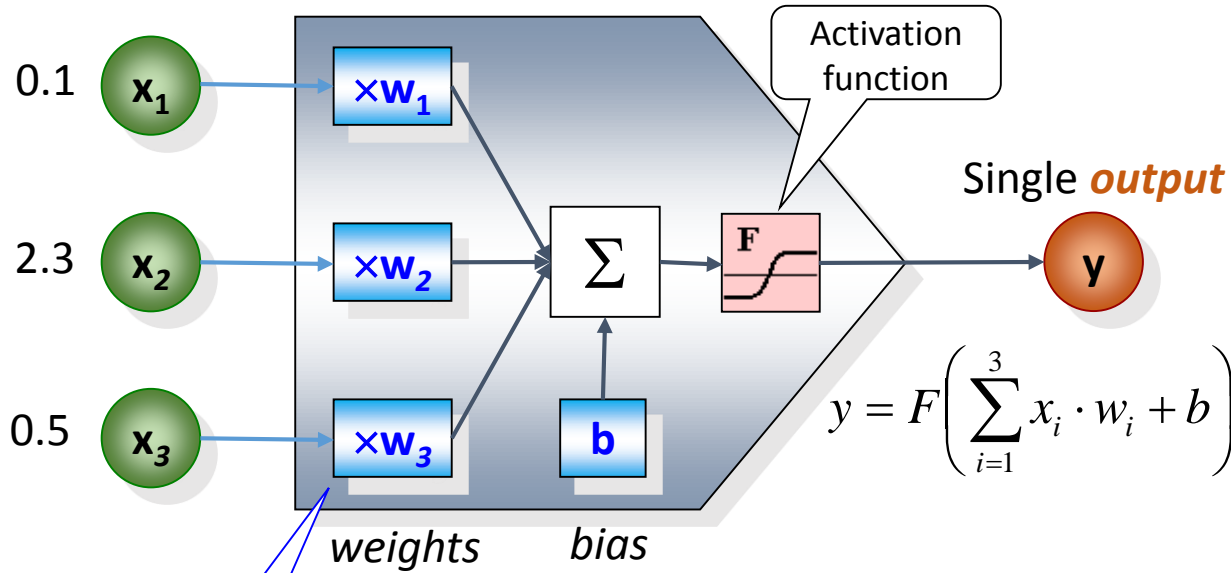 Activation
function
0.1
x₁
×w₁
Single output
2.3
x₂
×w₂
Σ
F
y
0.5
x₃
×w₃
b
y = F( ∑_{i=1}^{3} x_i · w_i + b )
weights
bias